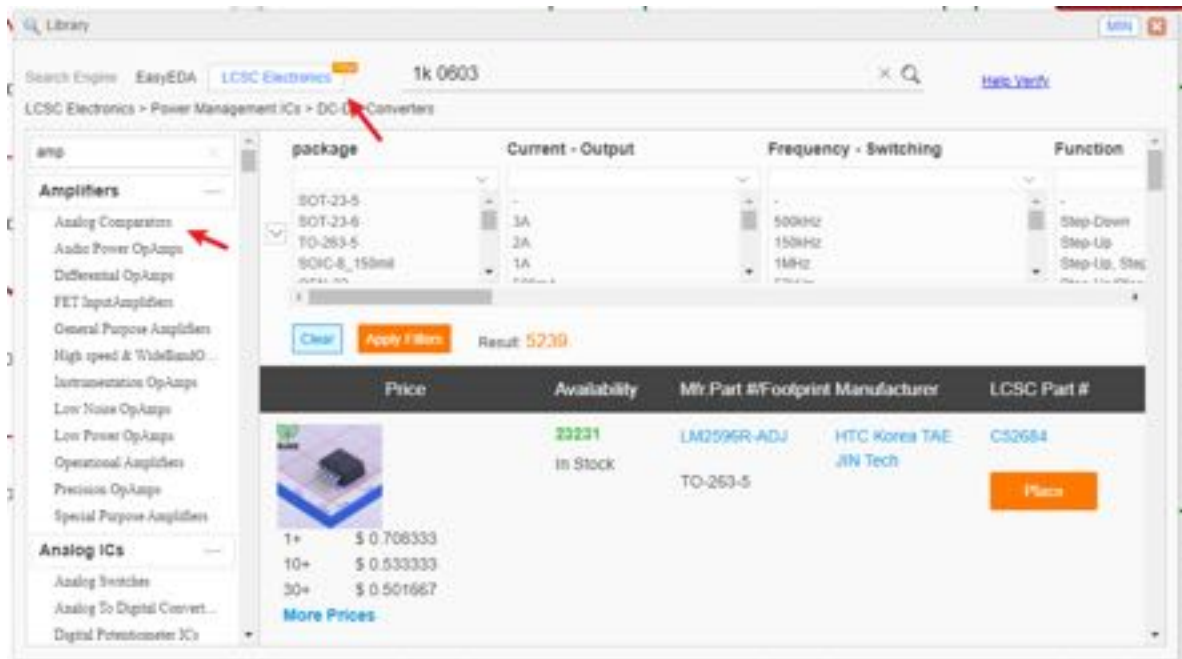 Library
MIN
Search Engine EasyEDA LCSC Electronics 1k 0603 Help Verify
LCSC Electronics > Power Management ICs > DC-DC Converters
amp
Amplifiers
Analog Comparators
Audio Power OpAmps
Differential OpAmps
FET InputAmplifiers
General Purpose Amplifiers
High speed & WideBandO...
Instrumentation OpAmps
Low Noise OpAmps
Low Power OpAmps
Operational Amplifiers
Precision OpAmps
Special Purpose Amplifiers
Analog ICs
Analog Switches
Analog To Digital Convert...
Digital Potentiometer ICs
package Current - Output Frequency - Switching Function
SOT-23-5 - - -
SOT-23-6 3A 500kHz Step-Down
TO-263-5 2A 150kHz Step-Up
SOIC-8_150mil 1A 1MHz Step-Up, Step
Clear Apply Filters Result: 5239
Price Availability Mfr.Part #/Footprint Manufacturer LCSC Part #
23231 LM2596R-ADJ HTC Korea TAE C52684
In Stock JIN Tech
TO-263-5 Place
1+ $ 0.708333
10+ $ 0.533333
30+ $ 0.501667
More Prices